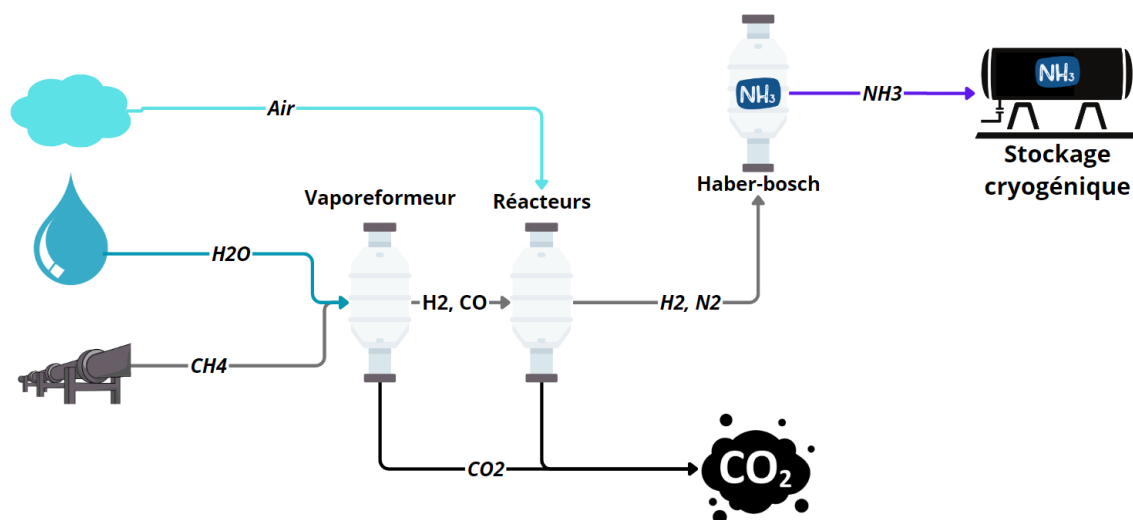 Air
NH₃
NH3
NH₃
Stockage
cryogénique
Haber-bosch
Vaporeformeur
Réacteurs
H2O
H2, CO
H2, N2
CH4
CO2
CO₂